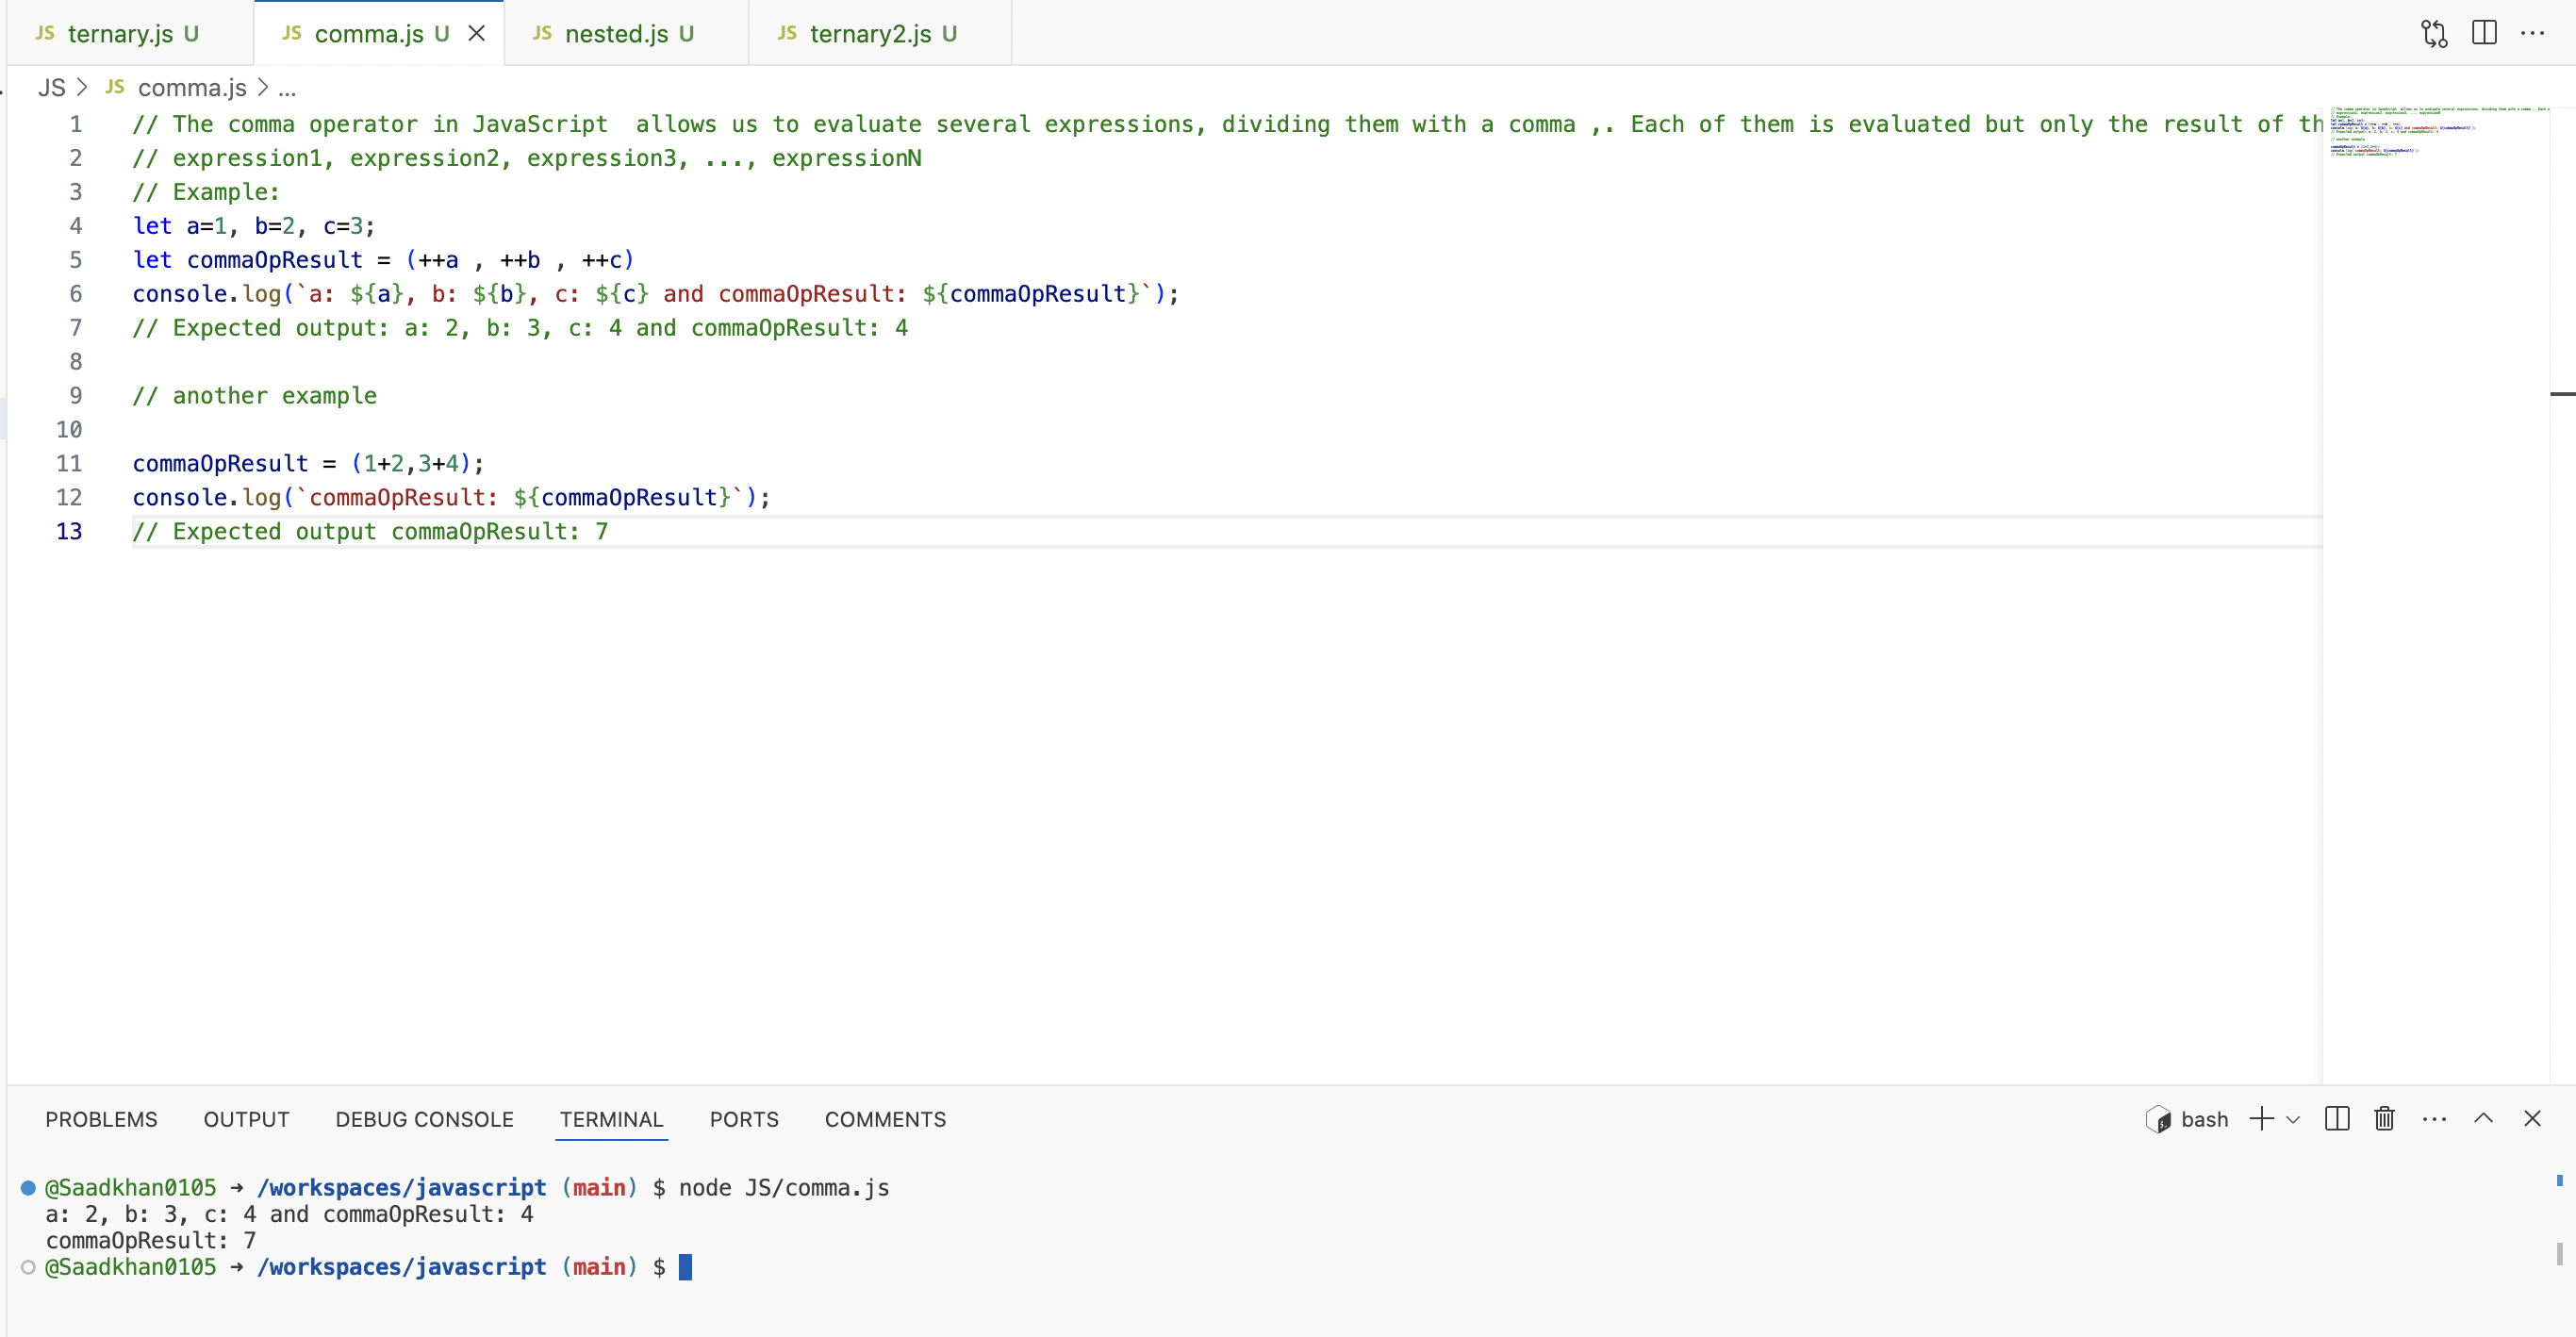 JS ternary.js U
JS comma.js U
JS nested.js U
JS ternary2.js U
JS > JS comma.js > ...
1 // The comma operator in JavaScript  allows us to evaluate several expressions, dividing them with a comma ,. Each of them is evaluated but only the result of th
2 // expression1, expression2, expression3, ..., expressionN
3 // Example:
4 let a=1, b=2, c=3;
5 let commaOpResult = (++a , ++b , ++c)
6 console.log(`a: ${a}, b: ${b}, c: ${c} and commaOpResult: ${commaOpResult}`);
7 // Expected output: a: 2, b: 3, c: 4 and commaOpResult: 4
8
9 // another example
10
11 commaOpResult = (1+2,3+4);
12 console.log(`commaOpResult: ${commaOpResult}`);
13 // Expected output commaOpResult: 7
PROBLEMS OUTPUT DEBUG CONSOLE TERMINAL PORTS COMMENTS
bash
@Saadkhan0105 → /workspaces/javascript (main) $ node JS/comma.js
a: 2, b: 3, c: 4 and commaOpResult: 4
commaOpResult: 7
@Saadkhan0105 → /workspaces/javascript (main) $